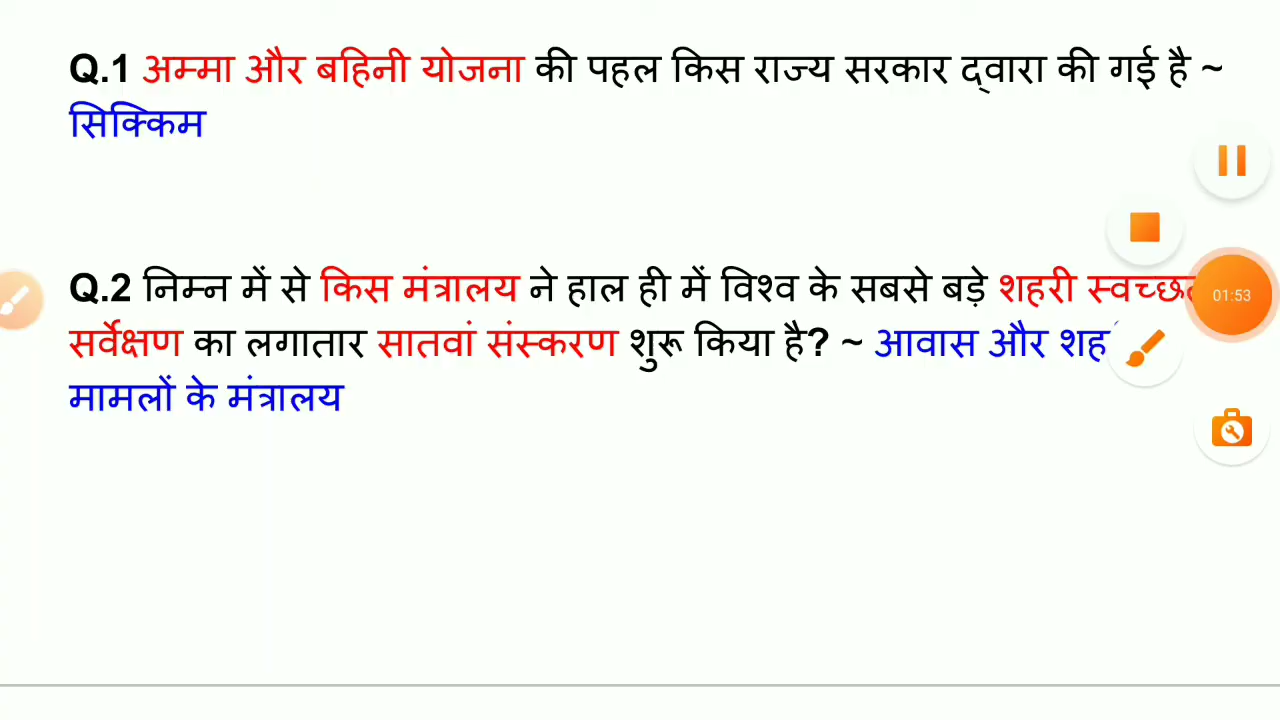 Q.1 अम्मा और बहिनी योजना की पहल किस राज्य सरकार द्वारा की गई है ~
सिक्किम
Q.2 निम्न में से किस मंत्रालय ने हाल ही में विश्व के सबसे बड़े शहरी
सर्वेक्षण का लगातार सातवां संस्करण शुरू किया है? ~ आवास और
मामलों के मंत्रालय
01:53